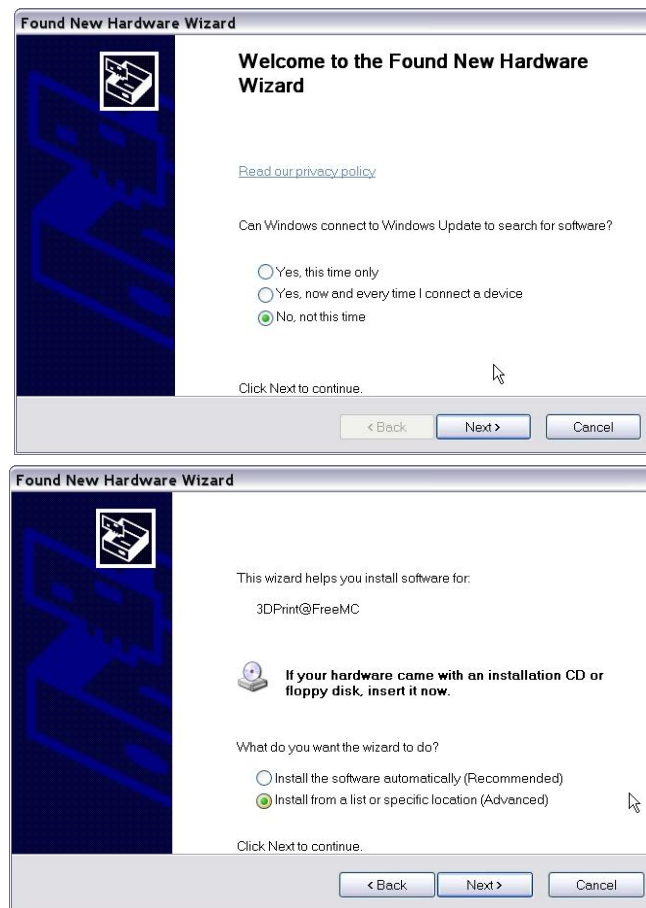 Found New Hardware Wizard
Welcome to the Found New Hardware
Wizard
Read our privacy policy
Can Windows connect to Windows Update to search for software?
Yes, this time only
Yes, now and every time I connect a device
No, not this time
Click Next to continue.
< Back
Next >
Cancel
Found New Hardware Wizard
This wizard helps you install software for:
3DPrint@FreeMC
If your hardware came with an installation CD or
floppy disk, insert it now.
What do you want the wizard to do?
Install the software automatically (Recommended)
Install from a list or specific location (Advanced)
Click Next to continue.
< Back
Next >
Cancel